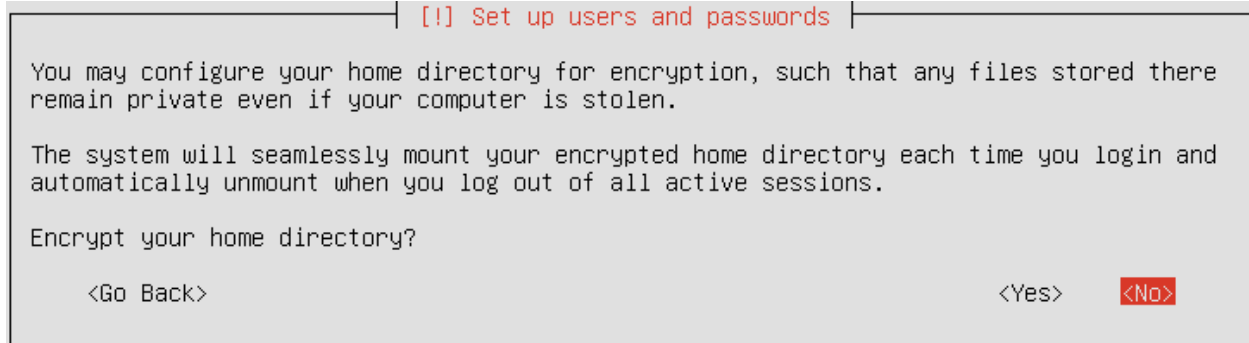 [!] Set up users and passwords
You may configure your home directory for encryption, such that any files stored there
remain private even if your computer is stolen.
The system will seamlessly mount your encrypted home directory each time you login and
automatically unmount when you log out of all active sessions.
Encrypt your home directory?
<Go Back> <Yes> <No>